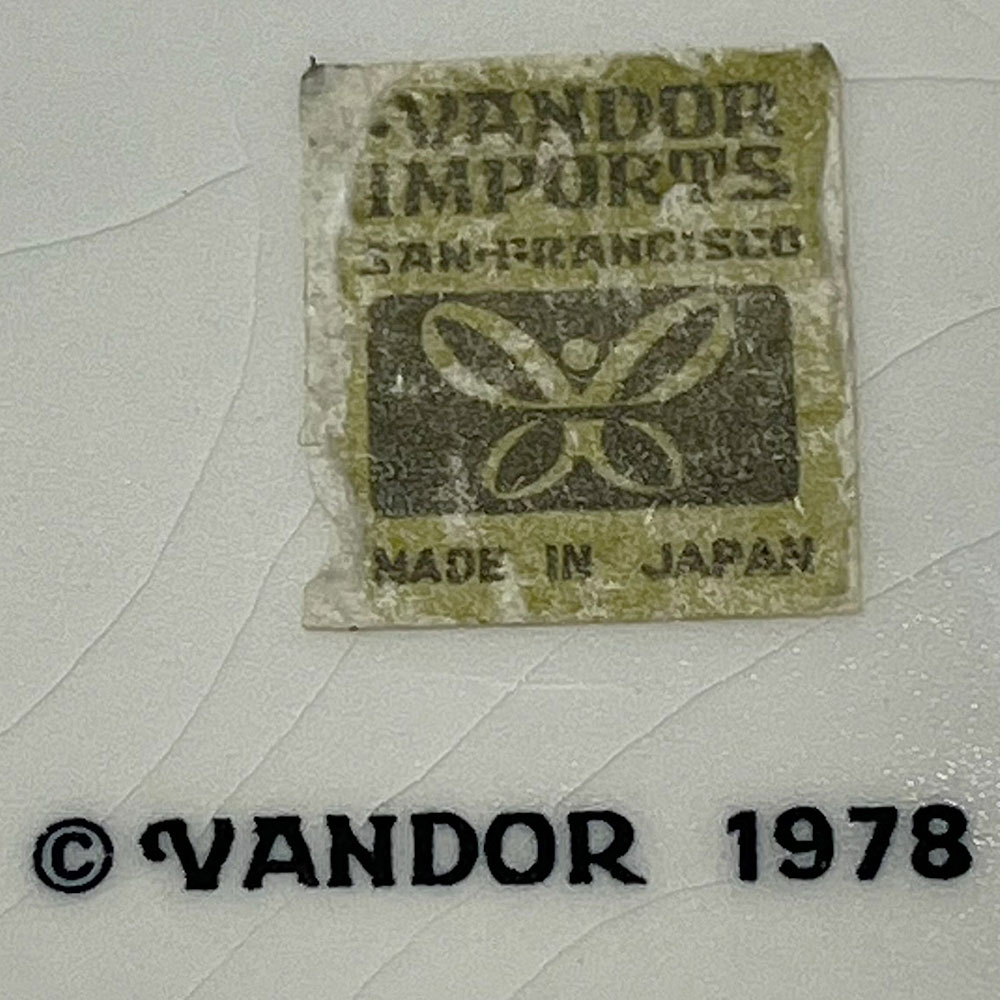 VANDOR
IMPORTS
SAN FRANCISCO
MADE IN JAPAN
© VANDOR 1978